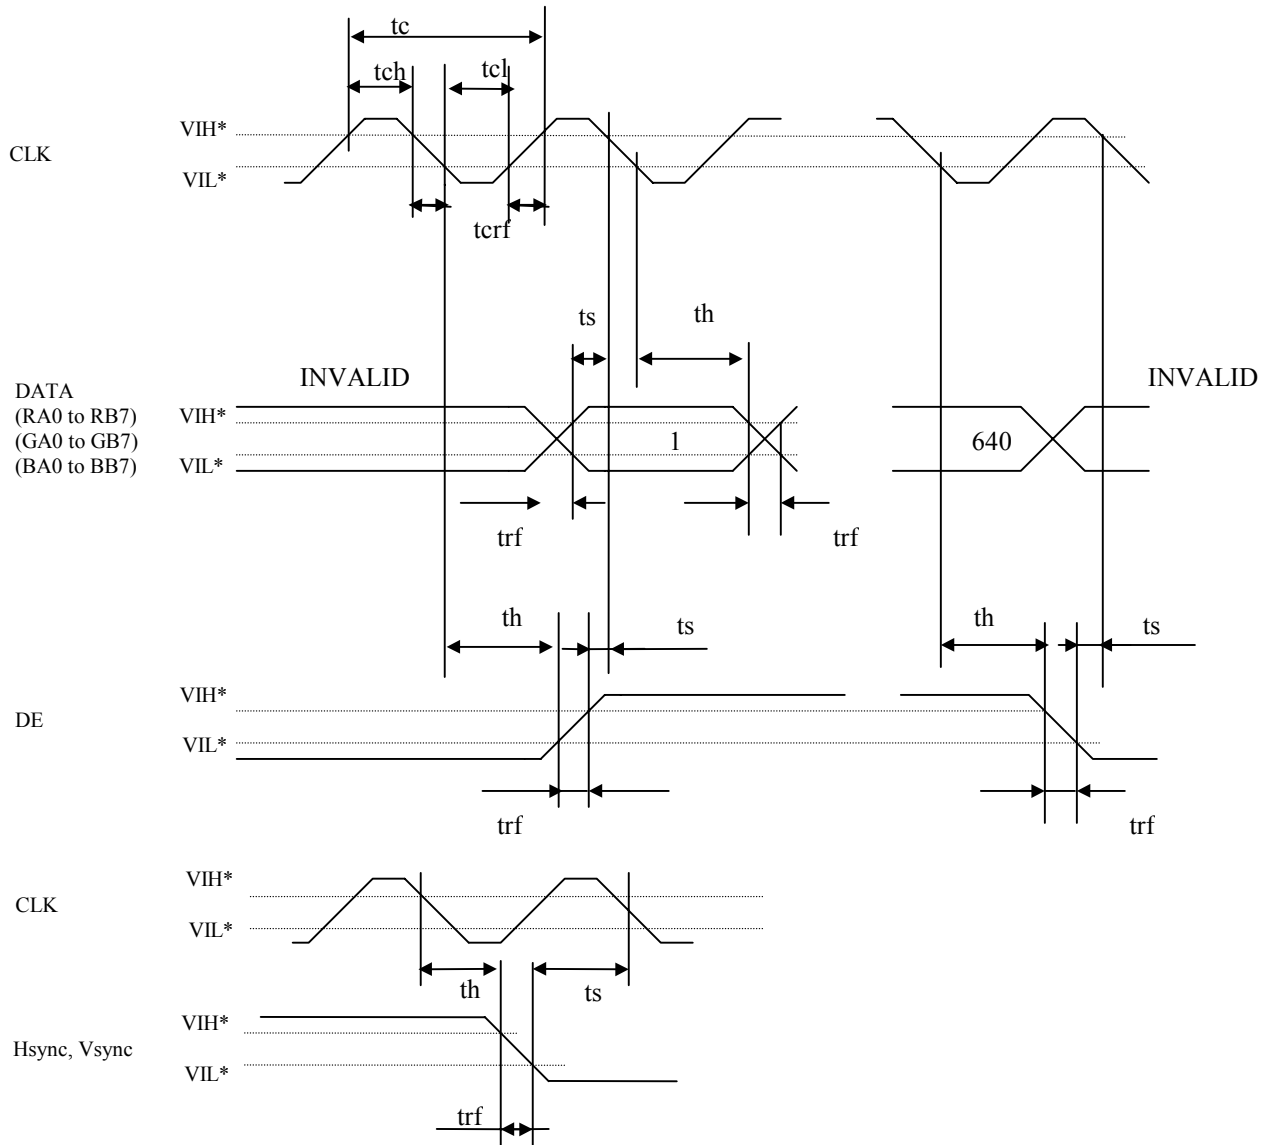 tc
tch
tcl
VIH*
CLK
VIL*
tcrf
ts
th
INVALID
INVALID
DATA
(RA0 to RB7)
VIH*
(GA0 to GB7)
1
640
(BA0 to BB7)
VIL*
trf
trf
th
ts
th
ts
VIH*
DE
VIL*
trf
trf
VIH*
CLK
VIL*
th
ts
VIH*
Hsync, Vsync
VIL*
trf